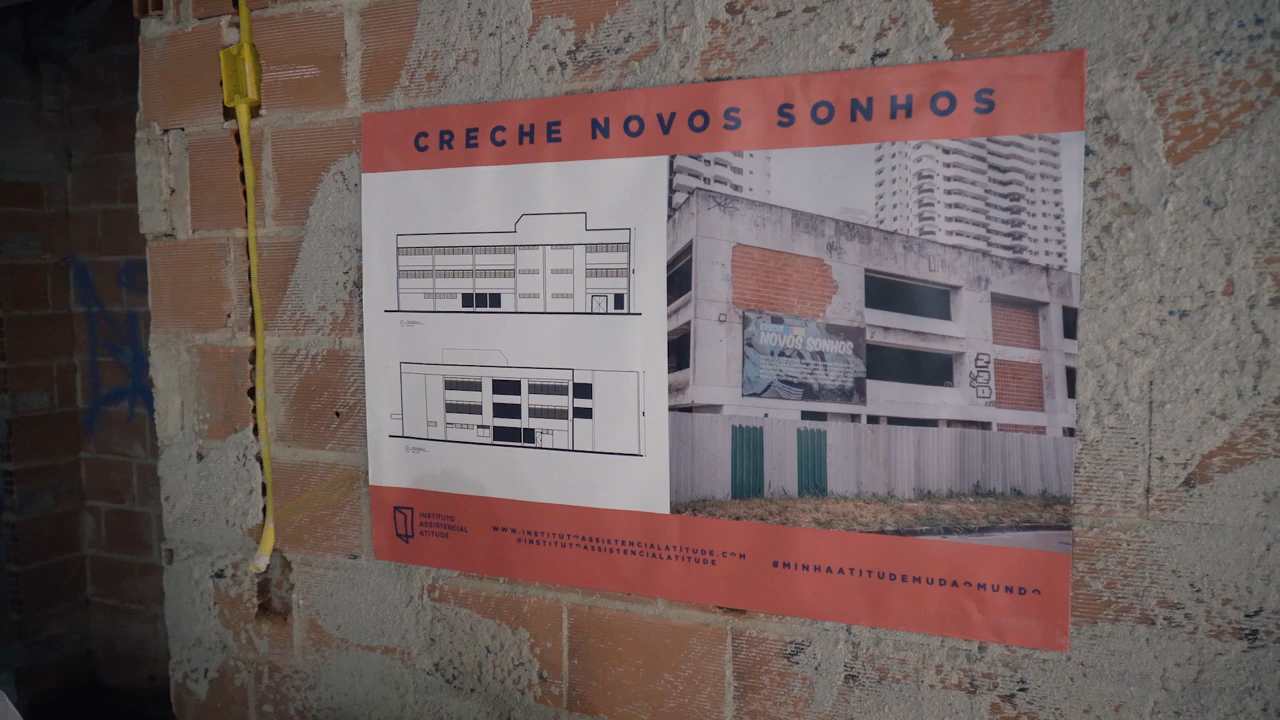 CRECHE NOVOS SONHOS
NOVOS SONHOS
INSTITUTO
ASSISTENCIAL
ATITUDE
WWW.INSTITUTOASSISTENCIALATITUDE.COM
@INSTITUTOASSISTENCIALATITUDE
#MINHAATITUDEMUDAOMUNDO